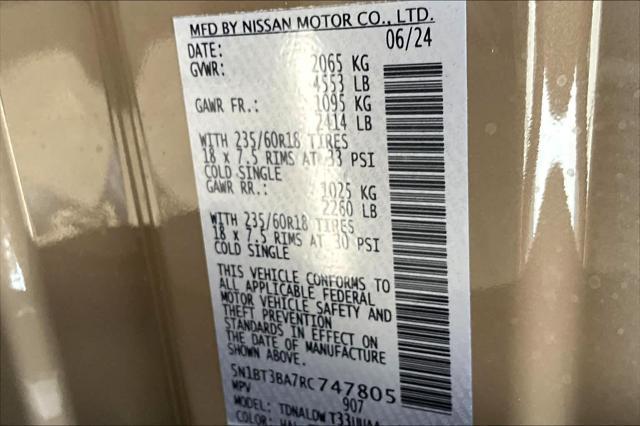 MFD BY NISSAN MOTOR CO., LTD.
DATE: 06/24
GVWR: 2065 KG
4553 LB
GAWR FR.: 1095 KG
2414 LB
WITH 235/60R18 TIRES
18 x 7.5 RIMS AT 33 PSI
COLD SINGLE
GAWR RR.: 1025 KG
2260 LB
WITH 235/60R18 TIRES
18 x 7.5 RIMS AT 30 PSI
COLD SINGLE
THIS VEHICLE CONFORMS TO
ALL APPLICABLE FEDERAL
MOTOR VEHICLE SAFETY AND
THEFT PREVENTION
STANDARDS IN EFFECT ON
THE DATE OF MANUFACTURE
SHOWN ABOVE.
5N1BT3BA7RC747805
MPV 907
MODEL:
COLOR: